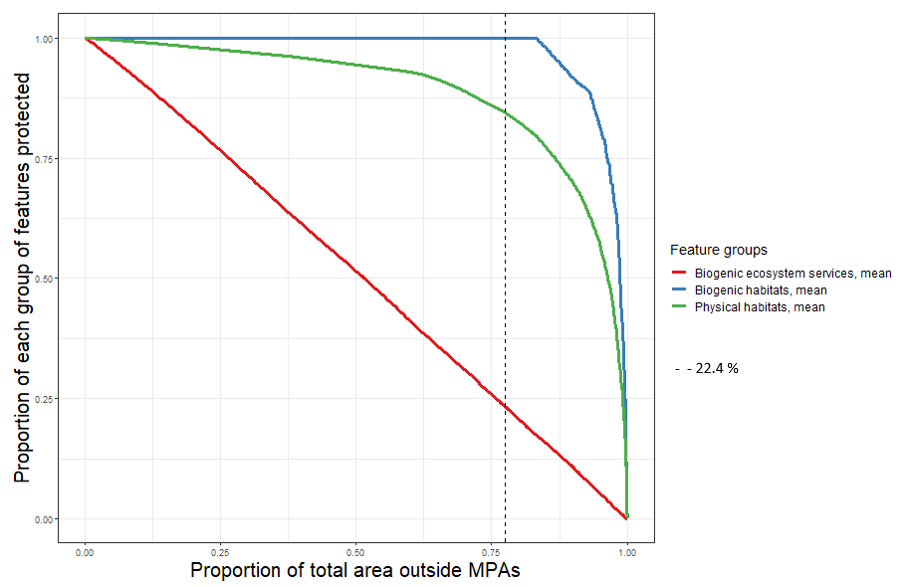 Proportion of each group of features protected
1.00
0.75
0.50
0.25
0.00
0.00
0.25
0.50
0.75
1.00
Proportion of total area outside MPAs
Feature groups
Biogenic ecosystem services, mean
Biogenic habitats, mean
Physical habitats, mean
- - 22.4 %